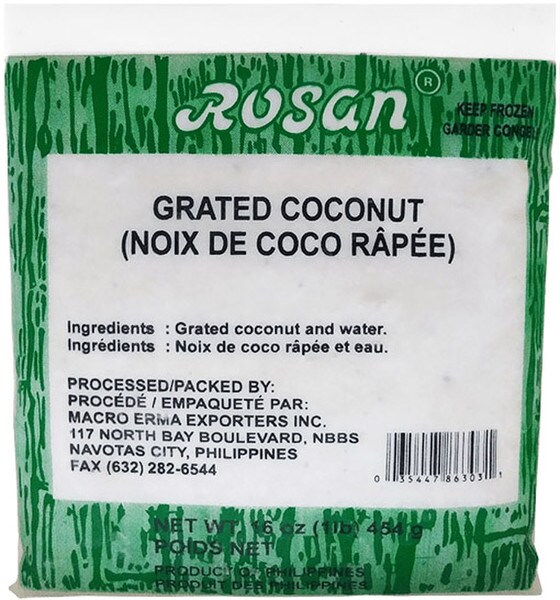 Rosan ®
KEEP FROZEN
GARDER CONGELÉ
GRATED COCONUT
(NOIX DE COCO RÂPÉE)
Ingredients : Grated coconut and water.
Ingrédients : Noix de coco râpée et eau.
PROCESSED/PACKED BY:
PROCÉDÉ / EMPAQUETÉ PAR:
MACRO ERMA EXPORTERS INC.
117 NORTH BAY BOULEVARD, NBBS
NAVOTAS CITY, PHILIPPINES
FAX (632) 282-6544
0 35447 86303 1
NET WT. 16 oz (1lb) 454 g
POIDS NET
PRODUCT OF PHILIPPINES
PRODUIT DES PHILIPPINES